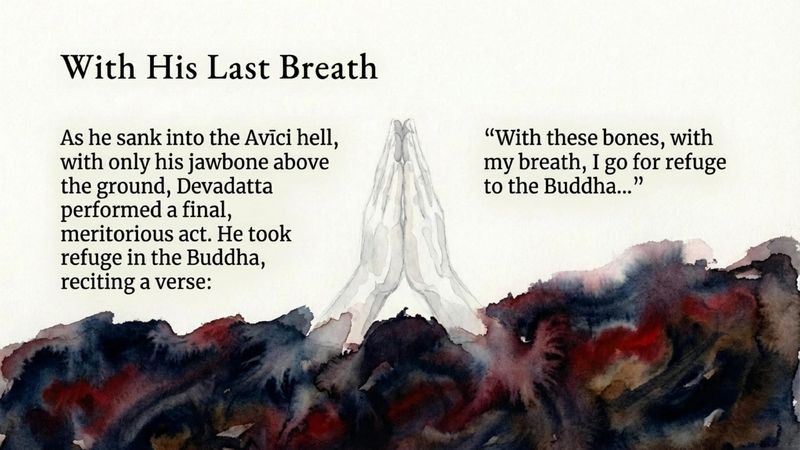 With His Last Breath
As he sank into the Avīci hell,
with only his jawbone above
the ground, Devadatta
performed a final,
meritorious act. He took
refuge in the Buddha,
reciting a verse:
“With these bones, with
my breath, I go for refuge
to the Buddha...”